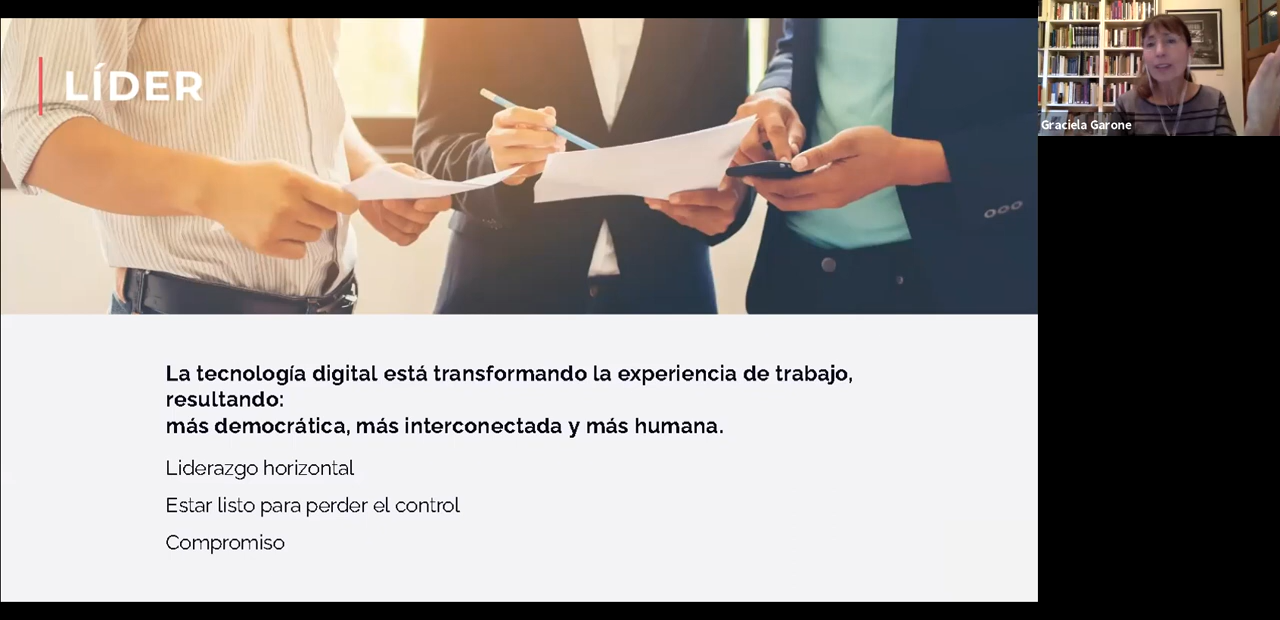 LÍDER
Graciela Garone
La tecnología digital está transformando la experiencia de trabajo,
resultando:
más democrática, más interconectada y más humana.
Liderazgo horizontal
Estar listo para perder el control
Compromiso